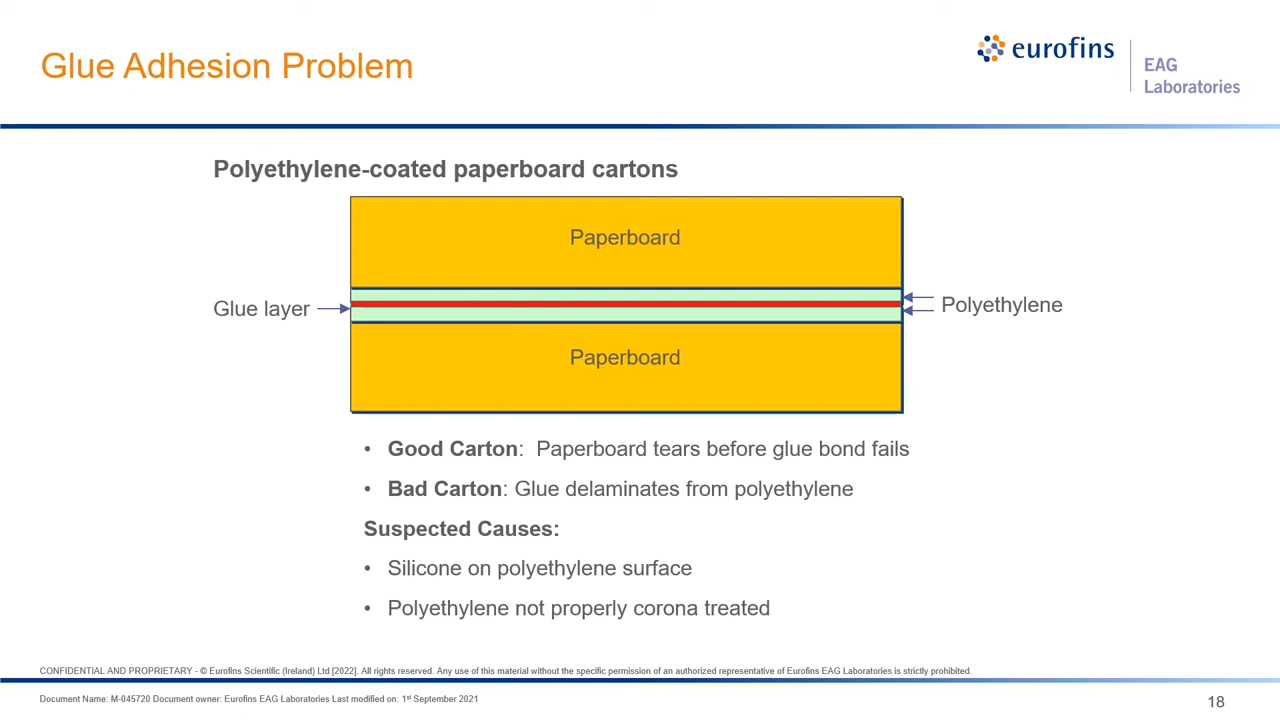 Glue Adhesion Problem
eurofins
EAG
Laboratories
Polyethylene-coated paperboard cartons
Paperboard
Glue layer
Polyethylene
Paperboard
• Good Carton: Paperboard tears before glue bond fails
• Bad Carton: Glue delaminates from polyethylene
Suspected Causes:
• Silicone on polyethylene surface
• Polyethylene not properly corona treated
CONFIDENTIAL AND PROPRIETARY - © Eurofins Scientific (Ireland) Ltd [2022]. All rights reserved. Any use of this material without the specific permission of an authorized representative of Eurofins EAG Laboratories is strictly prohibited.
Document Name: M-045720 Document owner: Eurofins EAG Laboratories Last modified on: 1st September 2021
18